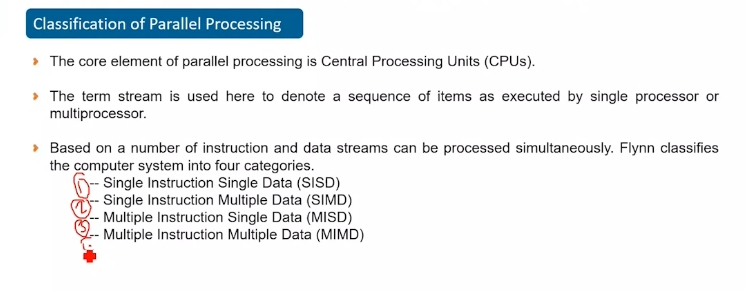 Classification of Parallel Processing
The core element of parallel processing is Central Processing Units (CPUs).
The term stream is used here to denote a sequence of items as executed by single processor or
multiprocessor.
Based on a number of instruction and data streams can be processed simultaneously. Flynn classifies
the computer system into four categories.
1 -- Single Instruction Single Data (SISD)
2 -- Single Instruction Multiple Data (SIMD)
3 -- Multiple Instruction Single Data (MISD)
-- Multiple Instruction Multiple Data (MIMD)